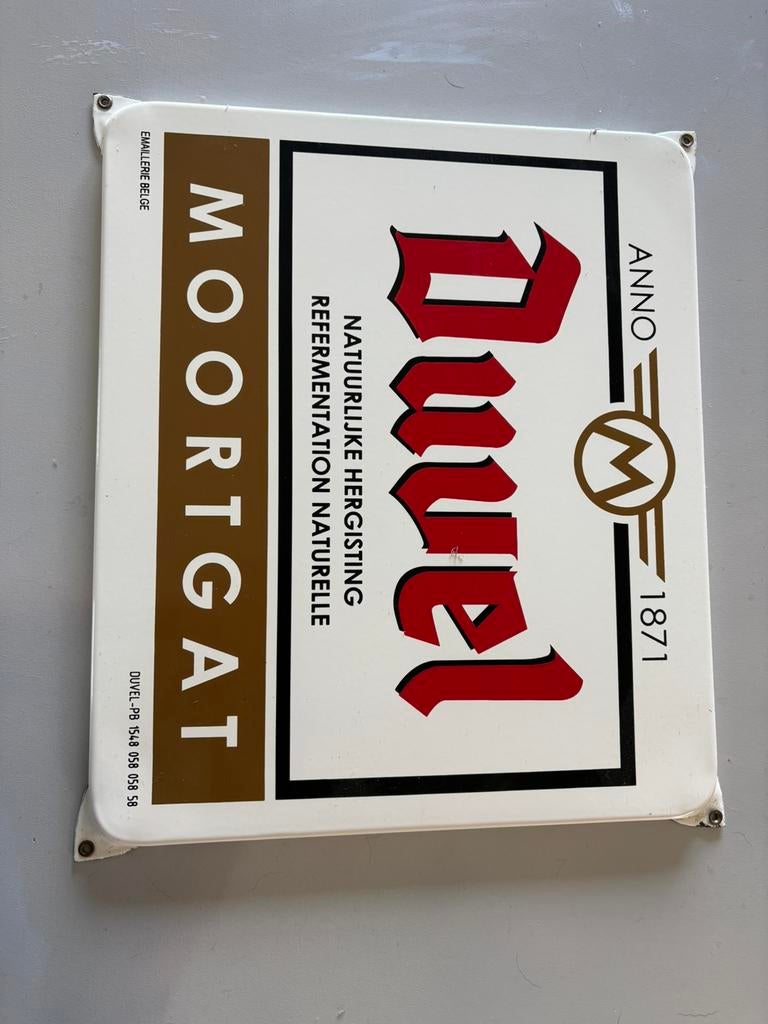 ANNO M 1871
Duvel
NATUURLIJKE HERGISTING
REFERMENTATION NATURELLE
MOORTGAT
EMAILLERIE BELGE DUVEL-PB 1548 058 058 58